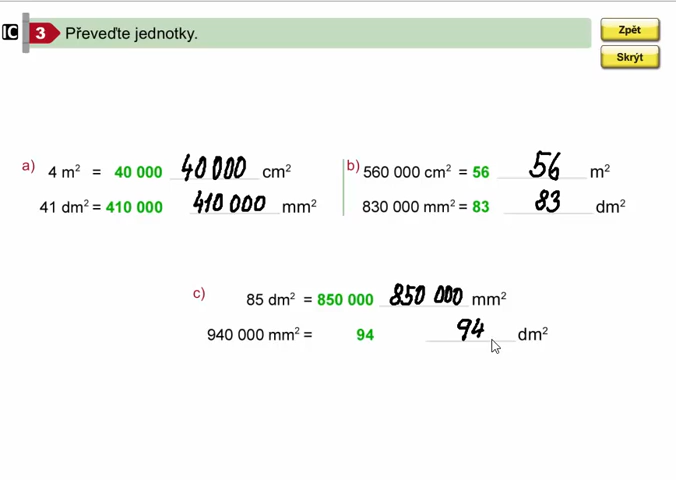 3 Převeďte jednotky.
Zpět
Skrýt
a) 4 m² = 40 000 40 000 cm²
41 dm² = 410 000 410 000 mm²
b) 560 000 cm² = 56 56 m²
830 000 mm² = 83 83 dm²
c) 85 dm² = 850 000 850 000 mm²
940 000 mm² = 94 94 dm²